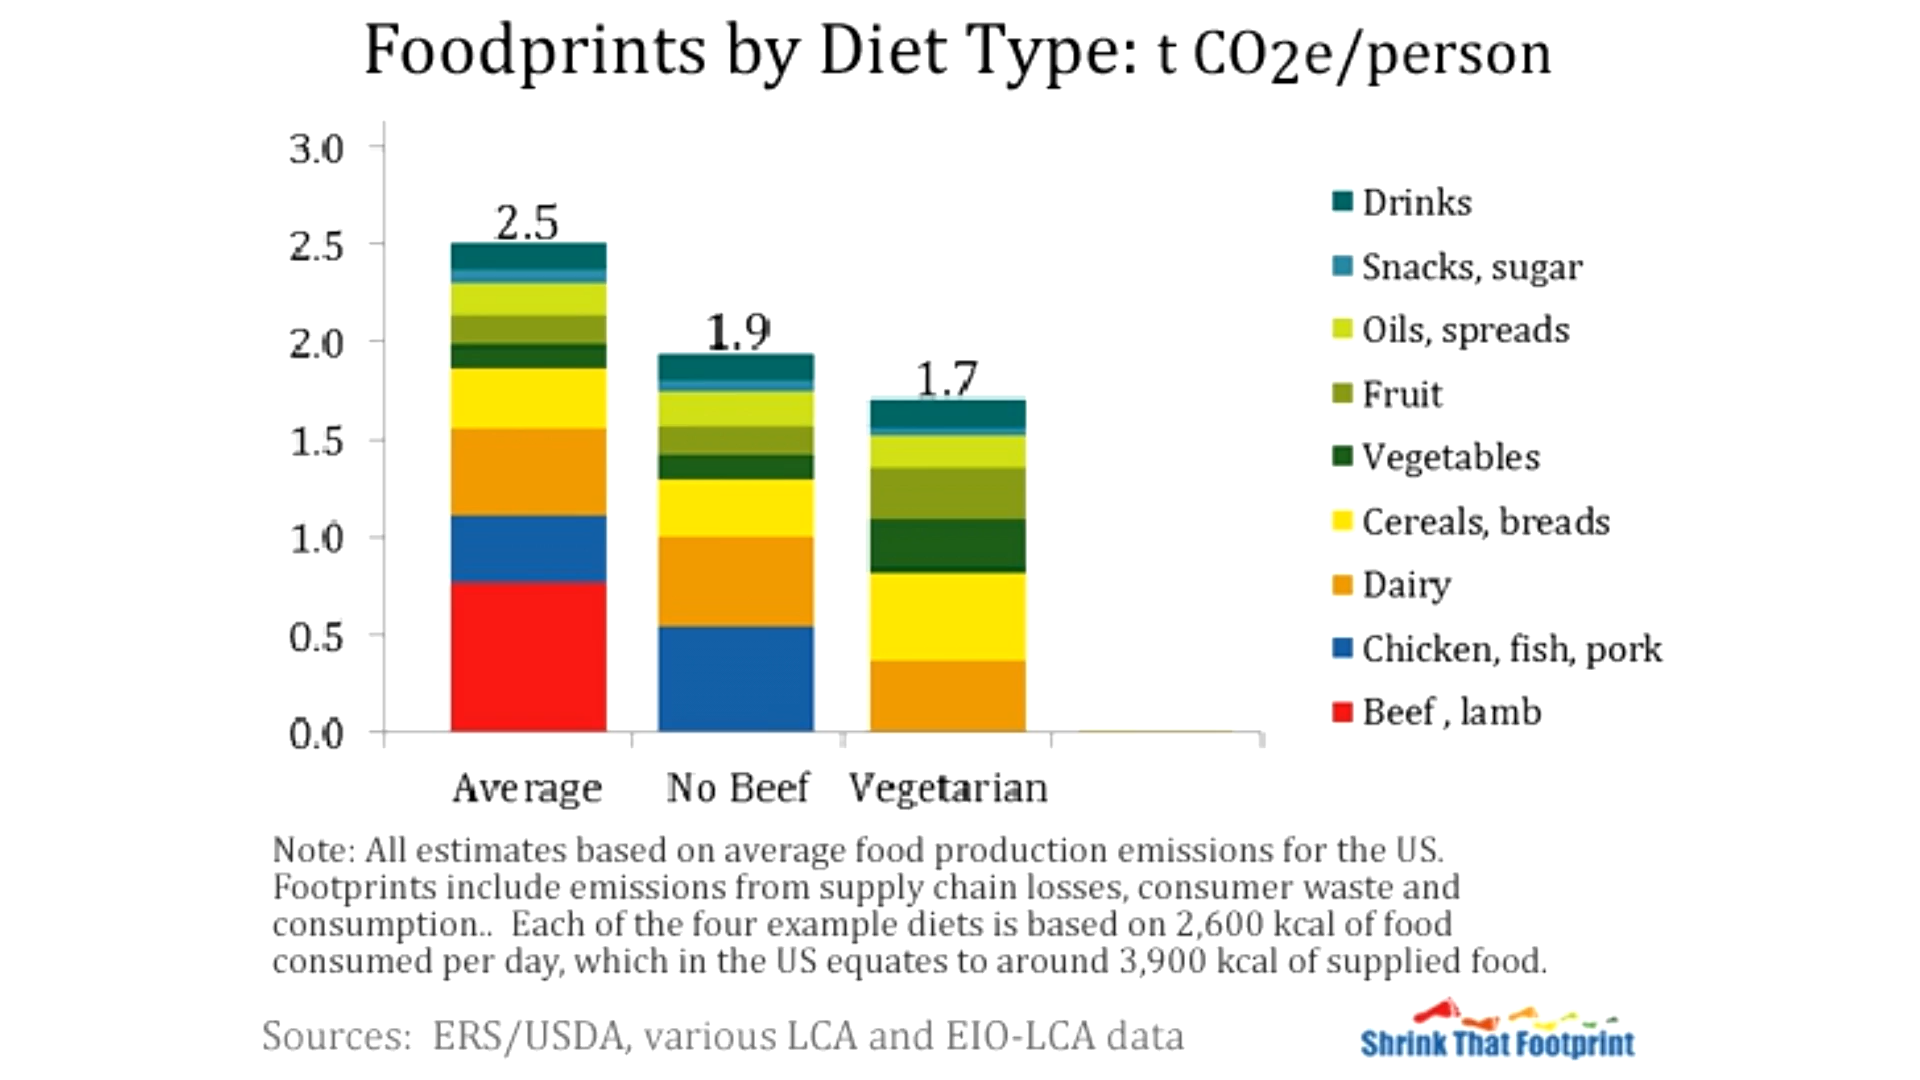 Foodprints by Diet Type: t CO2e/person
3.0
2.5
2.0
1.5
1.0
0.5
0.0
2.5
1.9
1.7
Average
No Beef
Vegetarian
Drinks
Snacks, sugar
Oils, spreads
Fruit
Vegetables
Cereals, breads
Dairy
Chicken, fish, pork
Beef , lamb
Note: All estimates based on average food production emissions for the US.
Footprints include emissions from supply chain losses, consumer waste and
consumption..  Each of the four example diets is based on 2,600 kcal of food
consumed per day, which in the US equates to around 3,900 kcal of supplied food.
Sources:  ERS/USDA, various LCA and EIO-LCA data
Shrink That Footprint